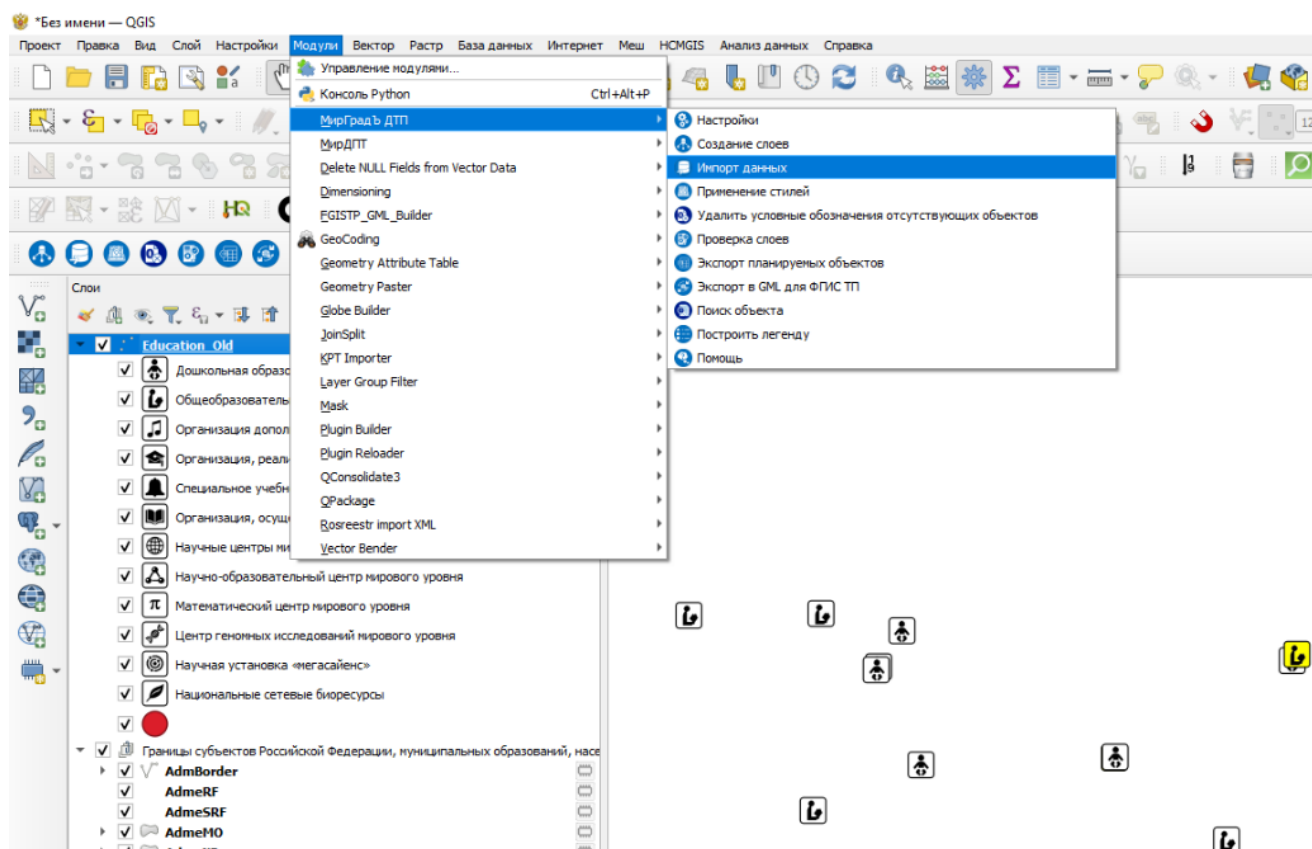 *Без имени — QGIS
Проект Правка Вид Слой Настройки Модули Вектор Растр База данных Интернет Меш HCMGIS Анализ данных Справка
Управление модулями...
Консоль Python Ctrl+Alt+P
МирГрадЪ ДТП
МирДПТ
Delete NULL Fields from Vector Data
Dimensioning
FGISTP_GML_Builder
GeoCoding
Geometry Attribute Table
Geometry Paster
Globe Builder
JoinSplit
KPT Importer
Layer Group Filter
Mask
Plugin Builder
Plugin Reloader
QConsolidate3
QPackage
Rosreestr import XML
Vector Bender
Настройки
Создание слоев
Импорт данных
Применение стилей
Удалить условные обозначения отсутствующих объектов
Проверка слоев
Экспорт планируемых объектов
Экспорт в GML для ФГИС ТП
Поиск объекта
Построить легенду
Помощь
12
Слои
Education_Old
Дошкольная образо
Общеобразователь
Организация допол
Организация, реали
Специальное учебн
Организация, осущ
Научные центры ми
Научно-образовательный центр мирового уровня
Математический центр мирового уровня
Центр геномных исследований мирового уровня
Научная установка «мегасайенс»
Национальные сетевые биоресурсы
Границы субъектов Российской Федерации, муниципальных образований, насе
AdmBorder
AdmeRF
AdmeSRF
AdmeMO